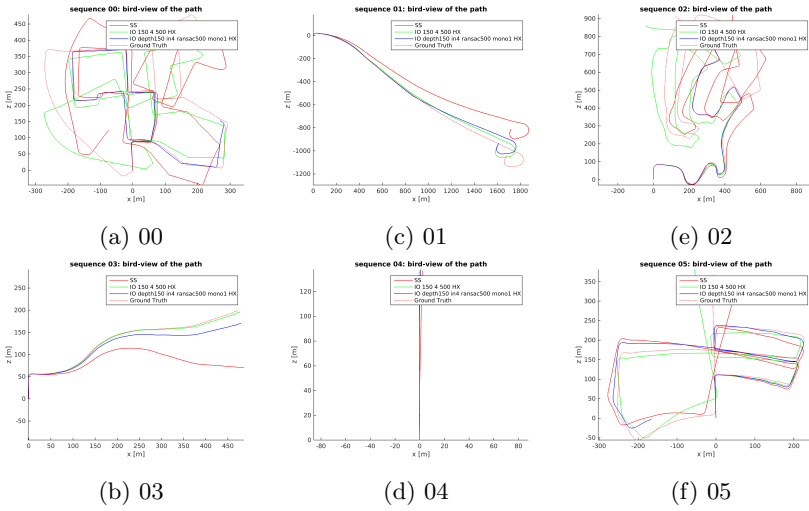 sequence 00: bird-view of the path
SS
IO 150 4 500 HX
IO depth150 in4 ransac500 mono1 HX
Ground Truth
z [m]
450
400
350
300
250
200
150
100
50
0
-300 -200 -100 0 100 200 300
x [m]
(a) 00
sequence 01: bird-view of the path
SS
IO 150 4 500 HX
IO depth150 in4 ransac500 mono1 HX
Ground Truth
z [m]
0
-200
-400
-600
-800
-1000
-1200
0 200 400 600 800 1000 1200 1400 1600 1800
x [m]
(c) 01
sequence 02: bird-view of the path
SS
IO 150 4 500 HX
IO depth150 in4 ransac500 mono1 HX
Ground Truth
z [m]
900
800
700
600
500
400
300
200
100
0
-200 0 200 400 600 800
x [m]
(e) 02
sequence 03: bird-view of the path
SS
IO 150 4 500 HX
IO depth150 in4 ransac500 mono1 HX
Ground Truth
z [m]
250
200
150
100
50
0
-50
0 50 100 150 200 250 300 350 400 450
x [m]
(b) 03
sequence 04: bird-view of the path
SS
IO 150 4 500 HX
IO depth150 in4 ransac500 mono1 HX
Ground Truth
z [m]
120
100
80
60
40
20
0
-80 -60 -40 -20 0 20 40 60 80
x [m]
(d) 04
sequence 05: bird-view of the path
SS
IO 150 4 500 HX
IO depth150 in4 ransac500 mono1 HX
Ground Truth
z [m]
350
300
250
200
150
100
50
0
-50
-300 -200 -100 0 100 200
x [m]
(f) 05